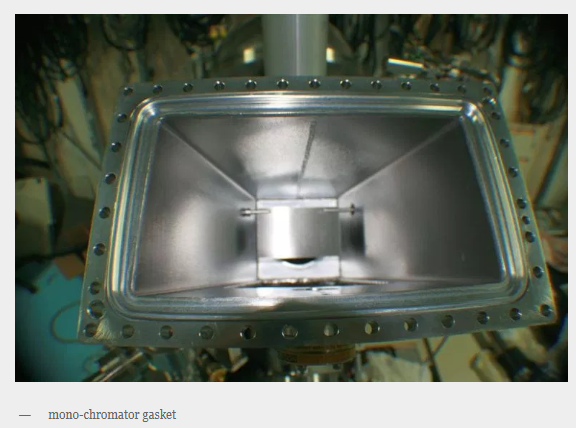 — mono-chromator gasket